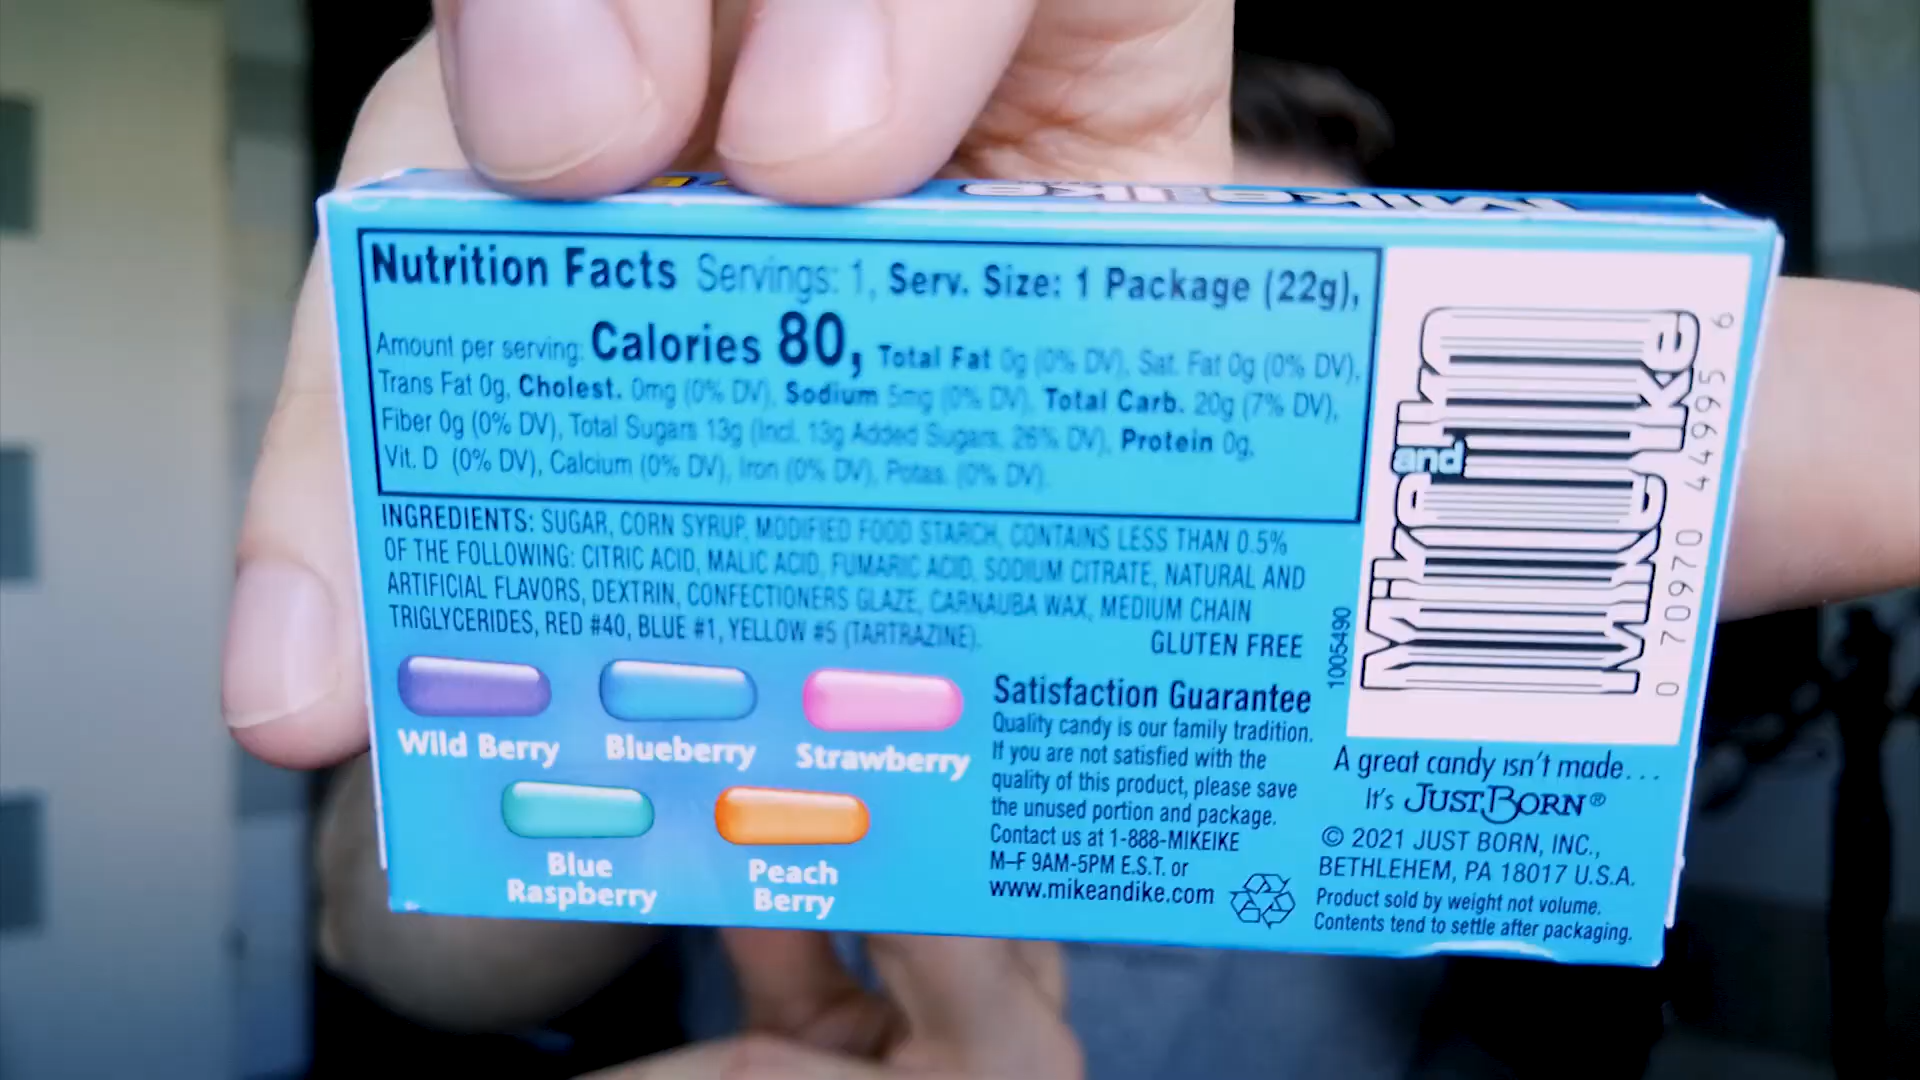 Mike and Ike
Nutrition Facts Servings: 1, Serv. Size: 1 Package (22g),
Amount per serving: Calories 80, Total Fat 0g (0% DV), Sat. Fat 0g (0% DV),
Trans Fat 0g, Cholest. 0mg (0% DV), Sodium 5mg (0% DV), Total Carb. 20g (7% DV),
Fiber 0g (0% DV), Total Sugars 13g (Incl. 13g Added Sugars, 26% DV), Protein 0g,
Vit. D (0% DV), Calcium (0% DV), Iron (0% DV), Potas. (0% DV).
INGREDIENTS: SUGAR, CORN SYRUP, MODIFIED FOOD STARCH, CONTAINS LESS THAN 0.5%
OF THE FOLLOWING: CITRIC ACID, MALIC ACID, FUMARIC ACID, SODIUM CITRATE, NATURAL AND
ARTIFICIAL FLAVORS, DEXTRIN, CONFECTIONERS GLAZE, CARNAUBA WAX, MEDIUM CHAIN
TRIGLYCERIDES, RED #40, BLUE #1, YELLOW #5 (TARTRAZINE).
GLUTEN FREE
Wild Berry
Blueberry
Strawberry
Blue
Raspberry
Peach
Berry
Satisfaction Guarantee
Quality candy is our family tradition.
If you are not satisfied with the
quality of this product, please save
the unused portion and package.
Contact us at 1-888-MIKEIKE
M–F 9AM-5PM E.S.T. or
www.mikeandike.com
1005490
Mike and Ike
Mike and Ike
0 70970 44995 6
A great candy isn't made...
It's JUST BORN®
© 2021 JUST BORN, INC.,
BETHLEHEM, PA 18017 U.S.A.
Product sold by weight not volume.
Contents tend to settle after packaging.